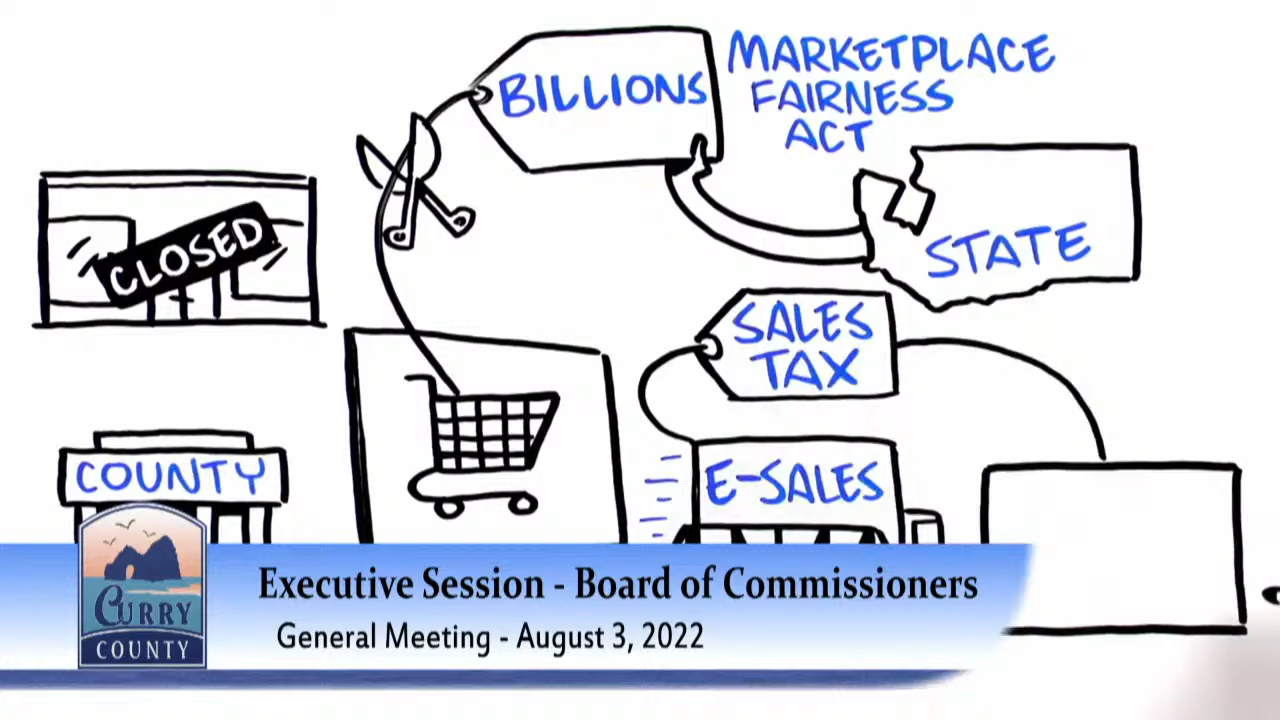 BILLIONS
MARKETPLACE
FAIRNESS
ACT
CLOSED
STATE
SALES
TAX
COUNTY
E-SALES
CURRY
COUNTY
Executive Session - Board of Commissioners
General Meeting - August 3, 2022